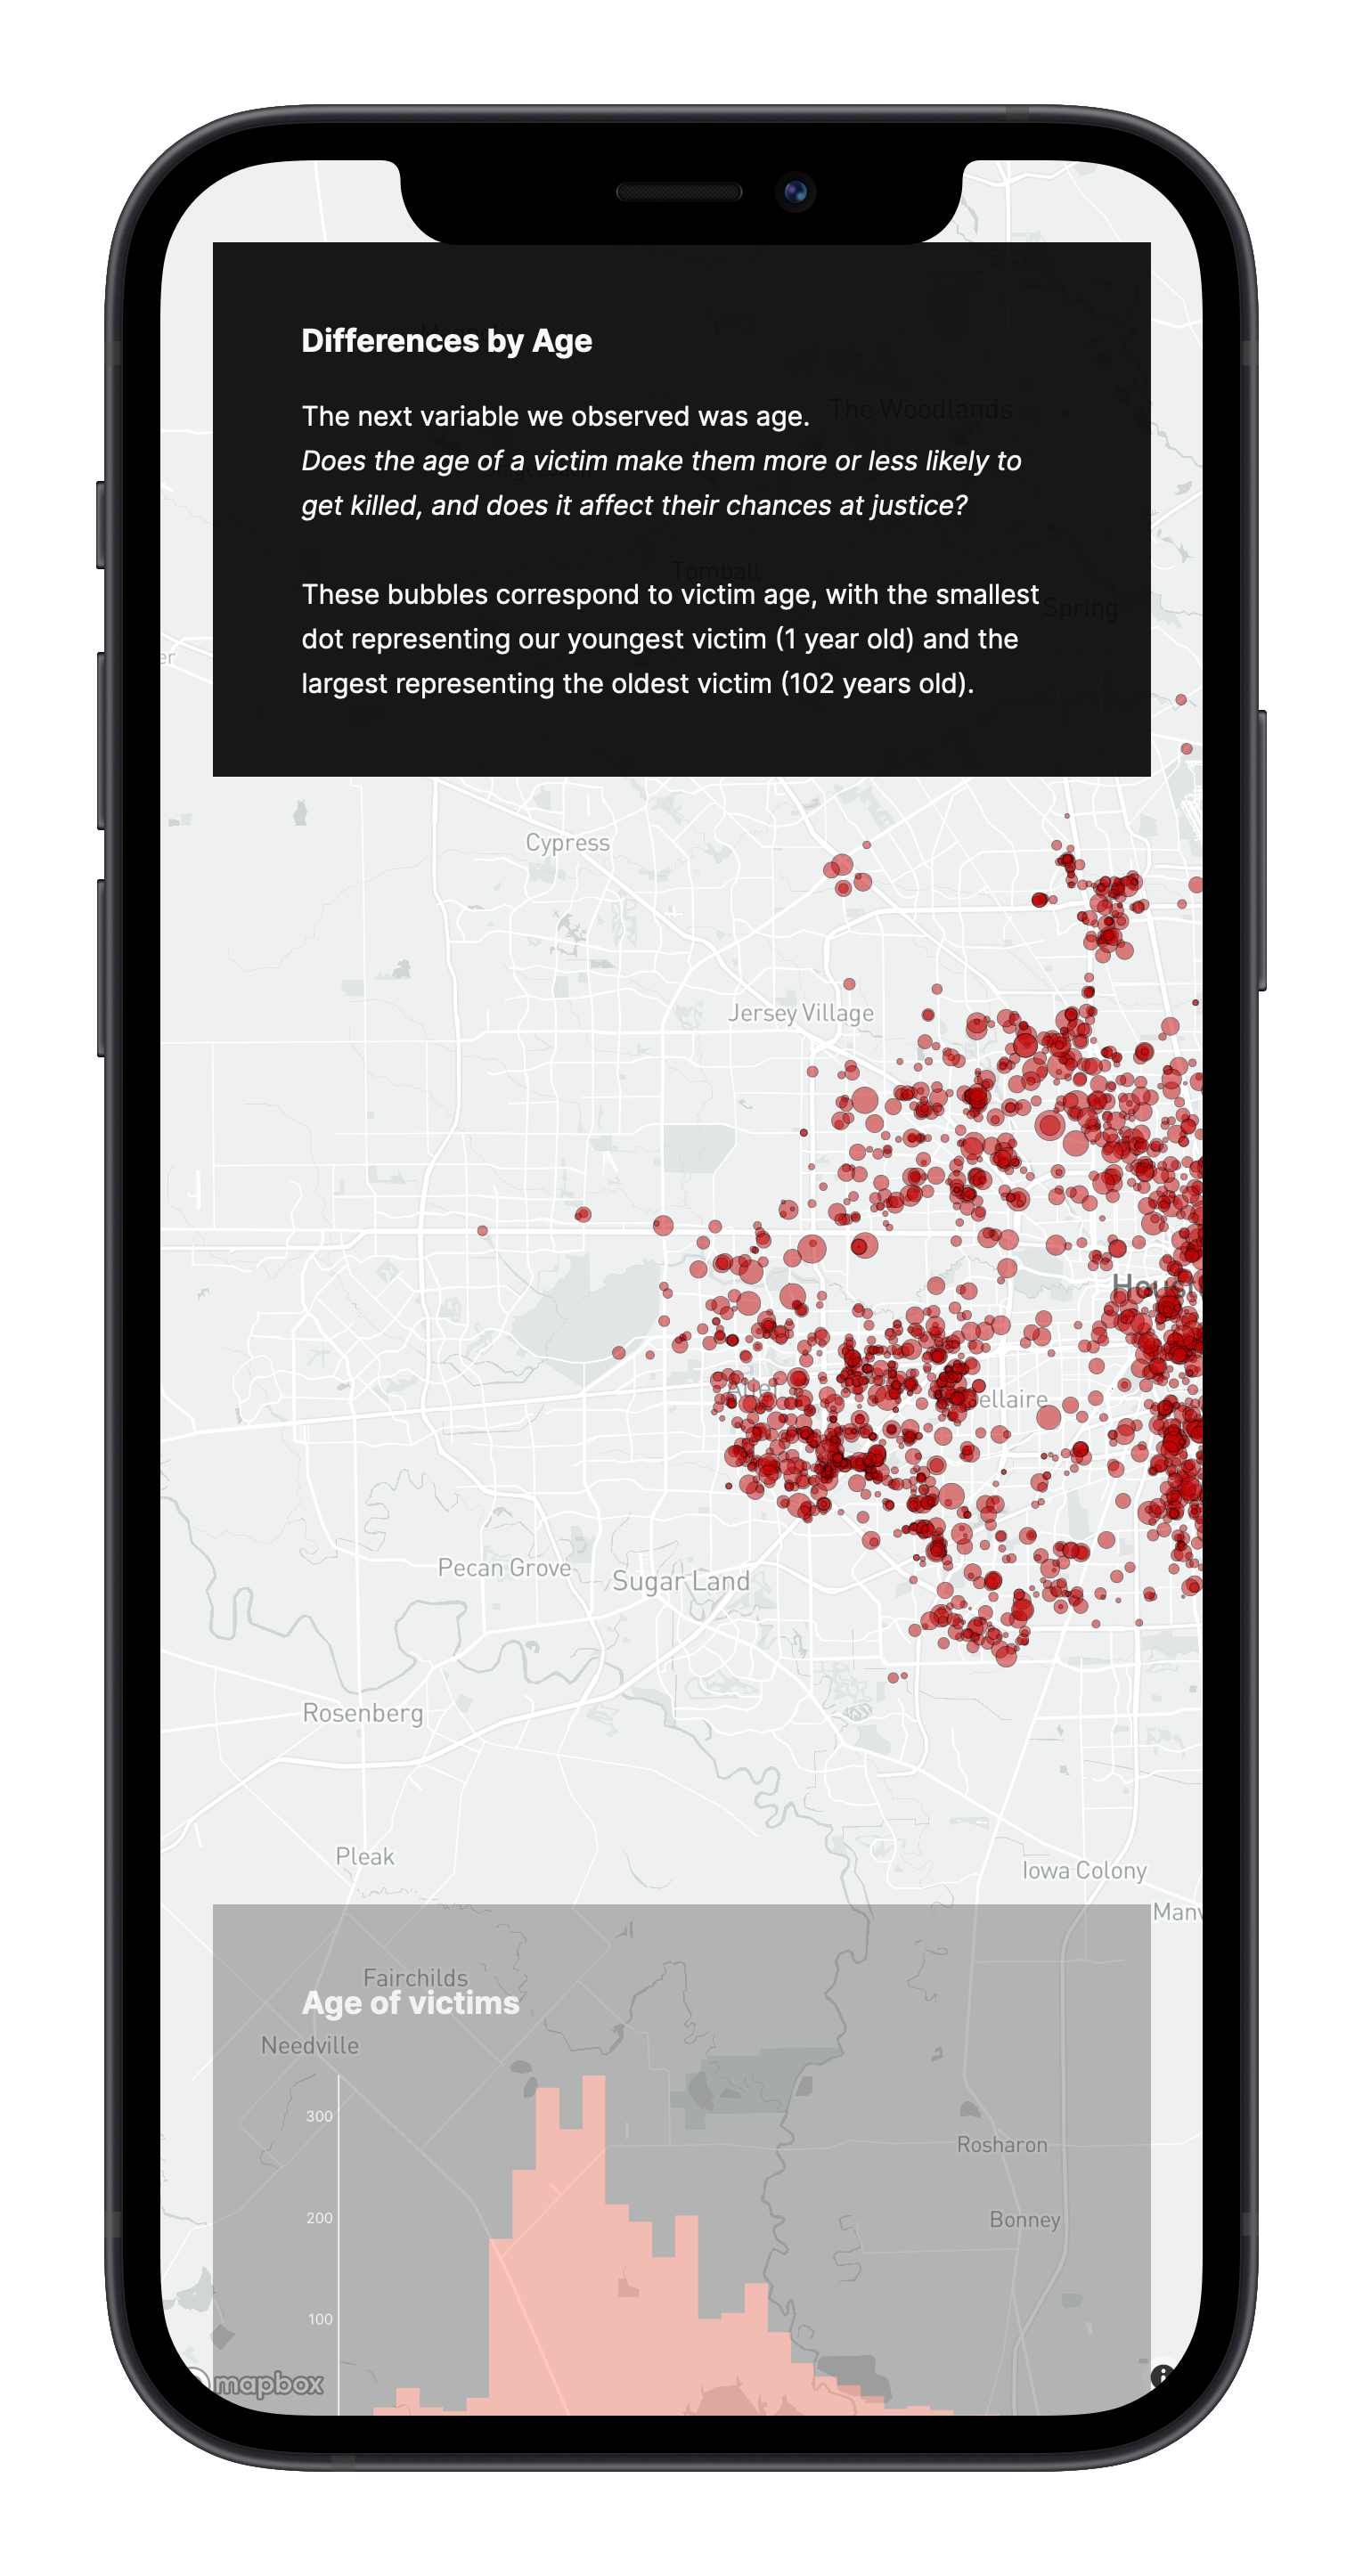 Differences by Age
The next variable we observed was age.
The Woodlands
Does the age of a victim make them more or less likely to
get killed, and does it affect their chances at justice?
Tomball
These bubbles correspond to victim age, with the smallest
Spring
dot representing our youngest victim (1 year old) and the
er
largest representing the oldest victim (102 years old).
Cypress
Jersey Village
Hous
ellaire
Pecan Grove
Sugar Land
Rosenberg
Pleak
Iowa Colony
Manv
Fairchilds
Age of victims
Needville
300
Rosharon
200
Bonney
100
mapbox